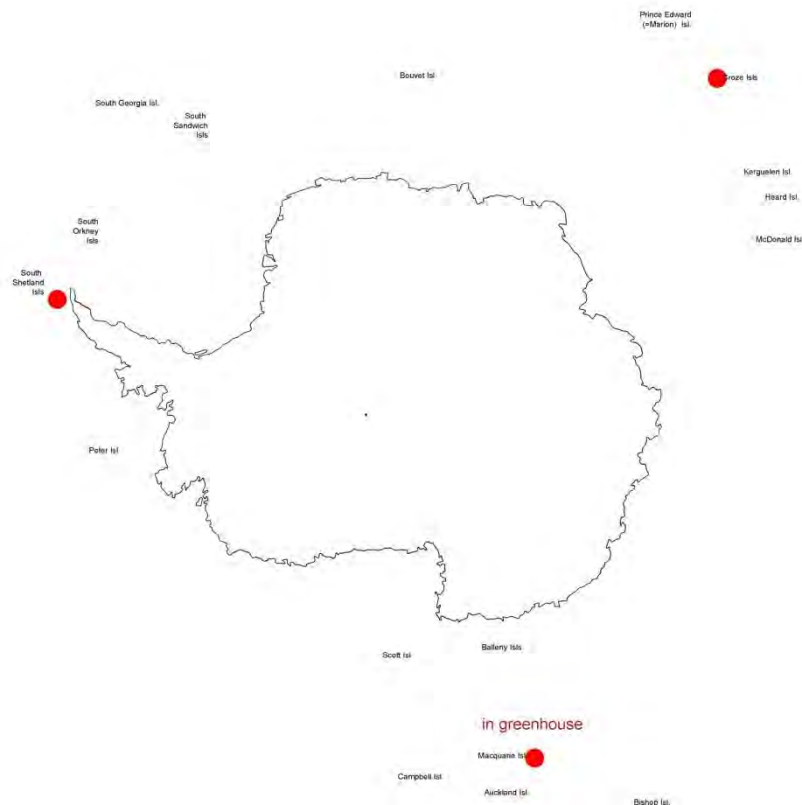 Prince Edward
(=Marion) Isl.
Bouvet Isl
Croze Isls
South Georgia Isl.
South
Sandwich
Isls
Kerguelen Isl.
Heard Isl.
McDonald Isl
South
Orkney
Isls
South
Shetland
Isls
Peter Isl
Scott Isl
Balleny Isls
in greenhouse
Macquarie Isl
Campbell Isl.
Auckland Isl.
Bishop Isl.